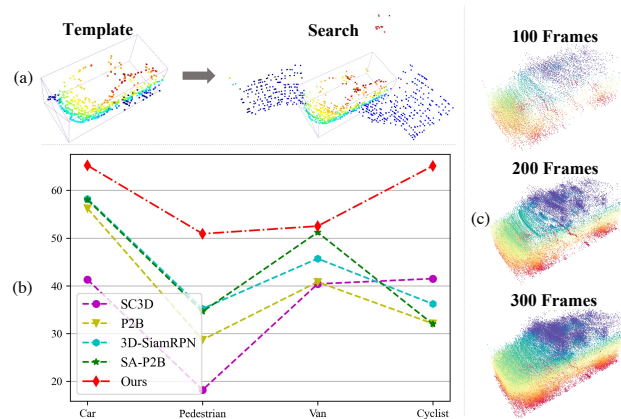 Template
Search
(a)
100 Frames
200 Frames
(c)
300 Frames
(b)
60
50
40
30
20
SC3D
P2B
3D-SiamRPN
SA-P2B
Ours
Car
Pedestrian
Van
Cyclist